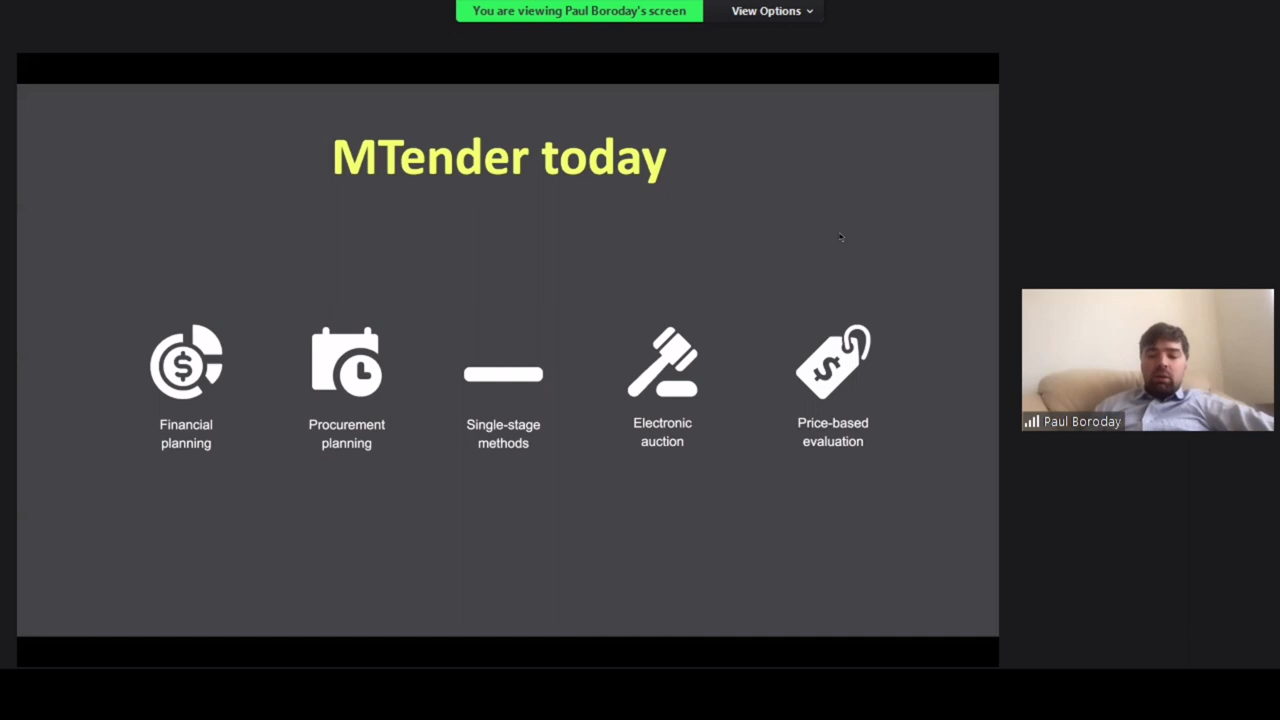 You are viewing Paul Boroday's screen
View Options
MTender today
Financial
planning
Procurement
planning
Single-stage
methods
Electronic
auction
Price-based
evaluation
Paul Boroday